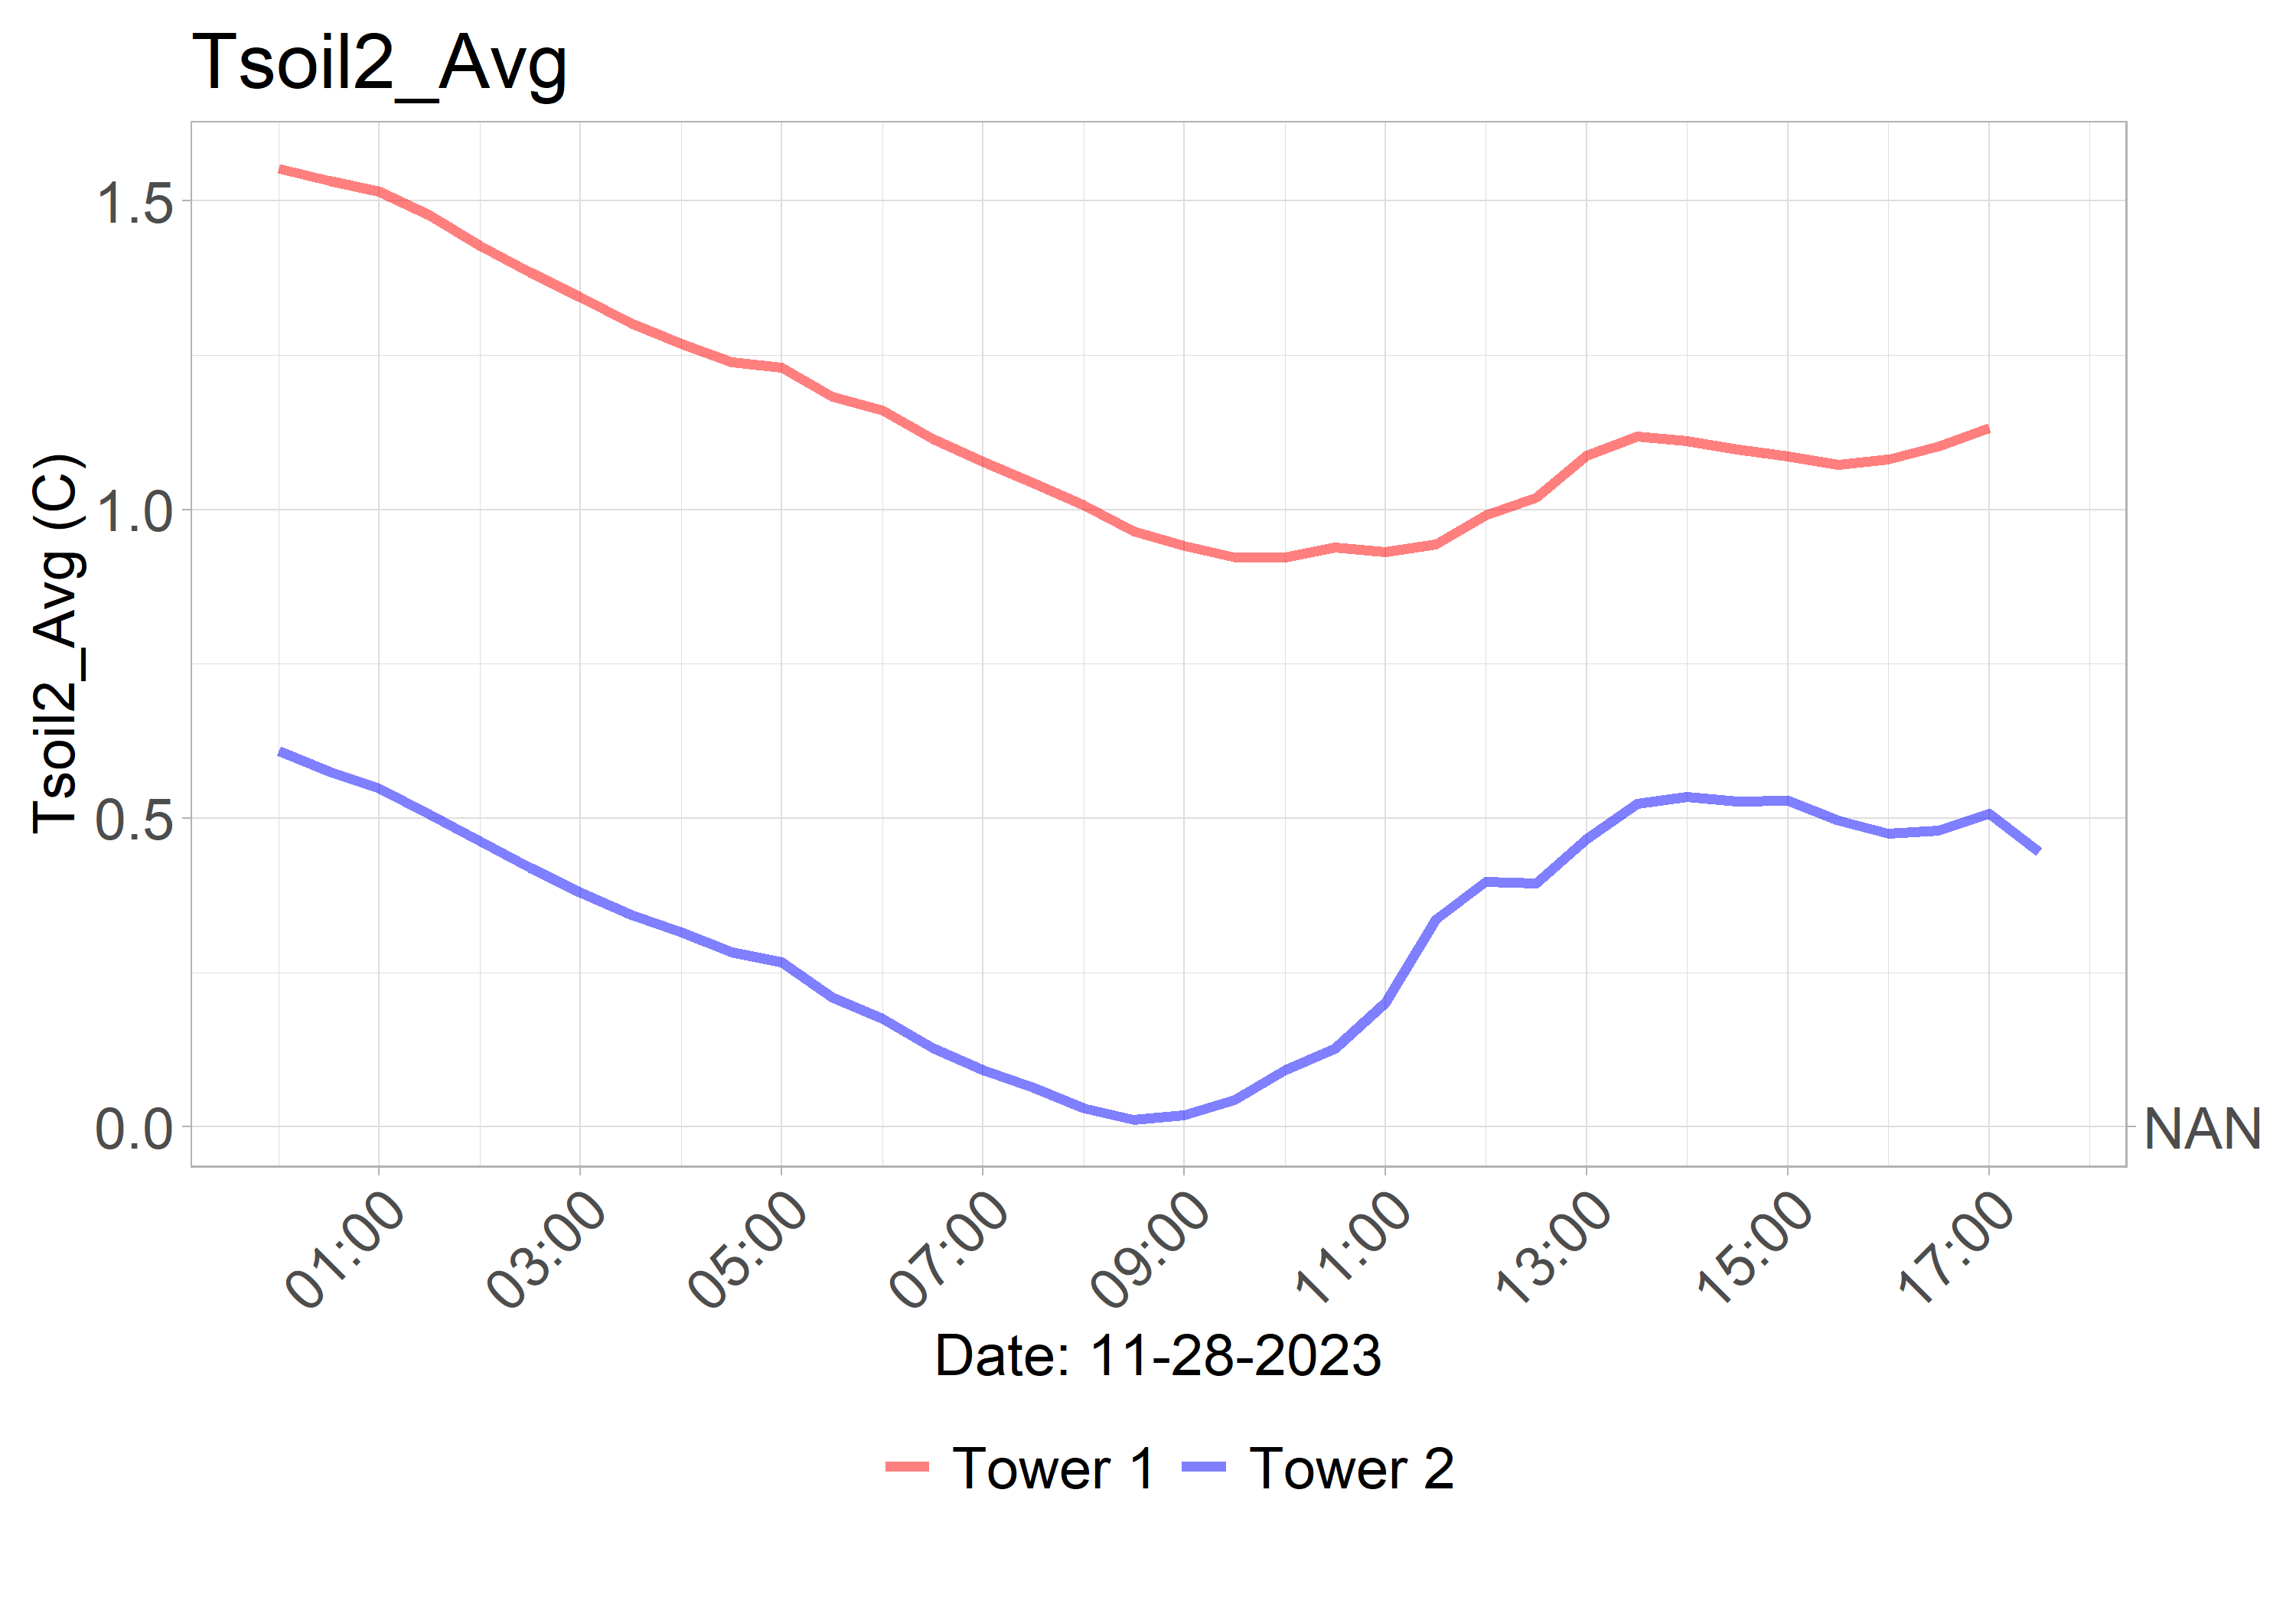 Tsoil2_Avg
Tsoil2_Avg (C)
1.5
1.0
0.5
0.0
NAN
01:00 03:00 05:00 07:00 09:00 11:00 13:00 15:00 17:00
Date: 11-28-2023
Tower 1 Tower 2